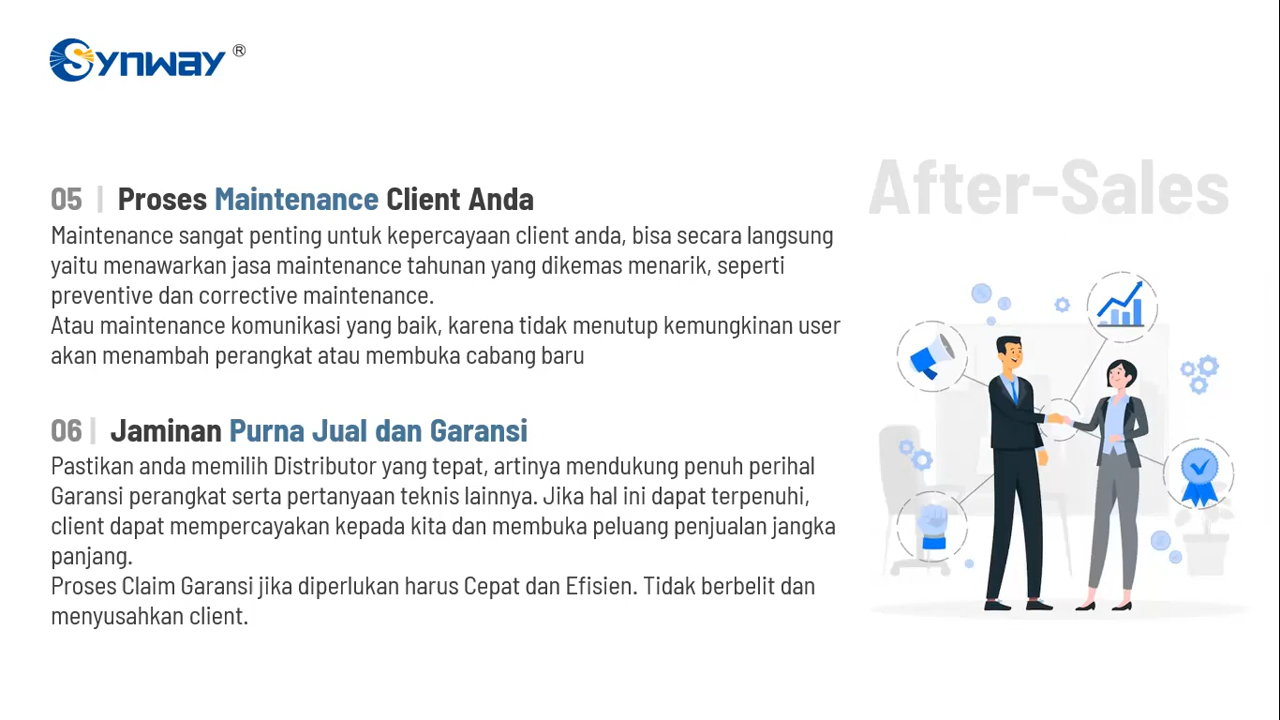 Synway ®
After-Sales
05 | Proses Maintenance Client Anda
Maintenance sangat penting untuk kepercayaan client anda, bisa secara langsung
yaitu menawarkan jasa maintenance tahunan yang dikemas menarik, seperti
preventive dan corrective maintenance.
Atau maintenance komunikasi yang baik, karena tidak menutup kemungkinan user
akan menambah perangkat atau membuka cabang baru
06 | Jaminan Purna Jual dan Garansi
Pastikan anda memilih Distributor yang tepat, artinya mendukung penuh perihal
Garansi perangkat serta pertanyaan teknis lainnya. Jika hal ini dapat terpenuhi,
client dapat mempercayakan kepada kita dan membuka peluang penjualan jangka
panjang.
Proses Claim Garansi jika diperlukan harus Cepat dan Efisien. Tidak berbelit dan
menyusahkan client.